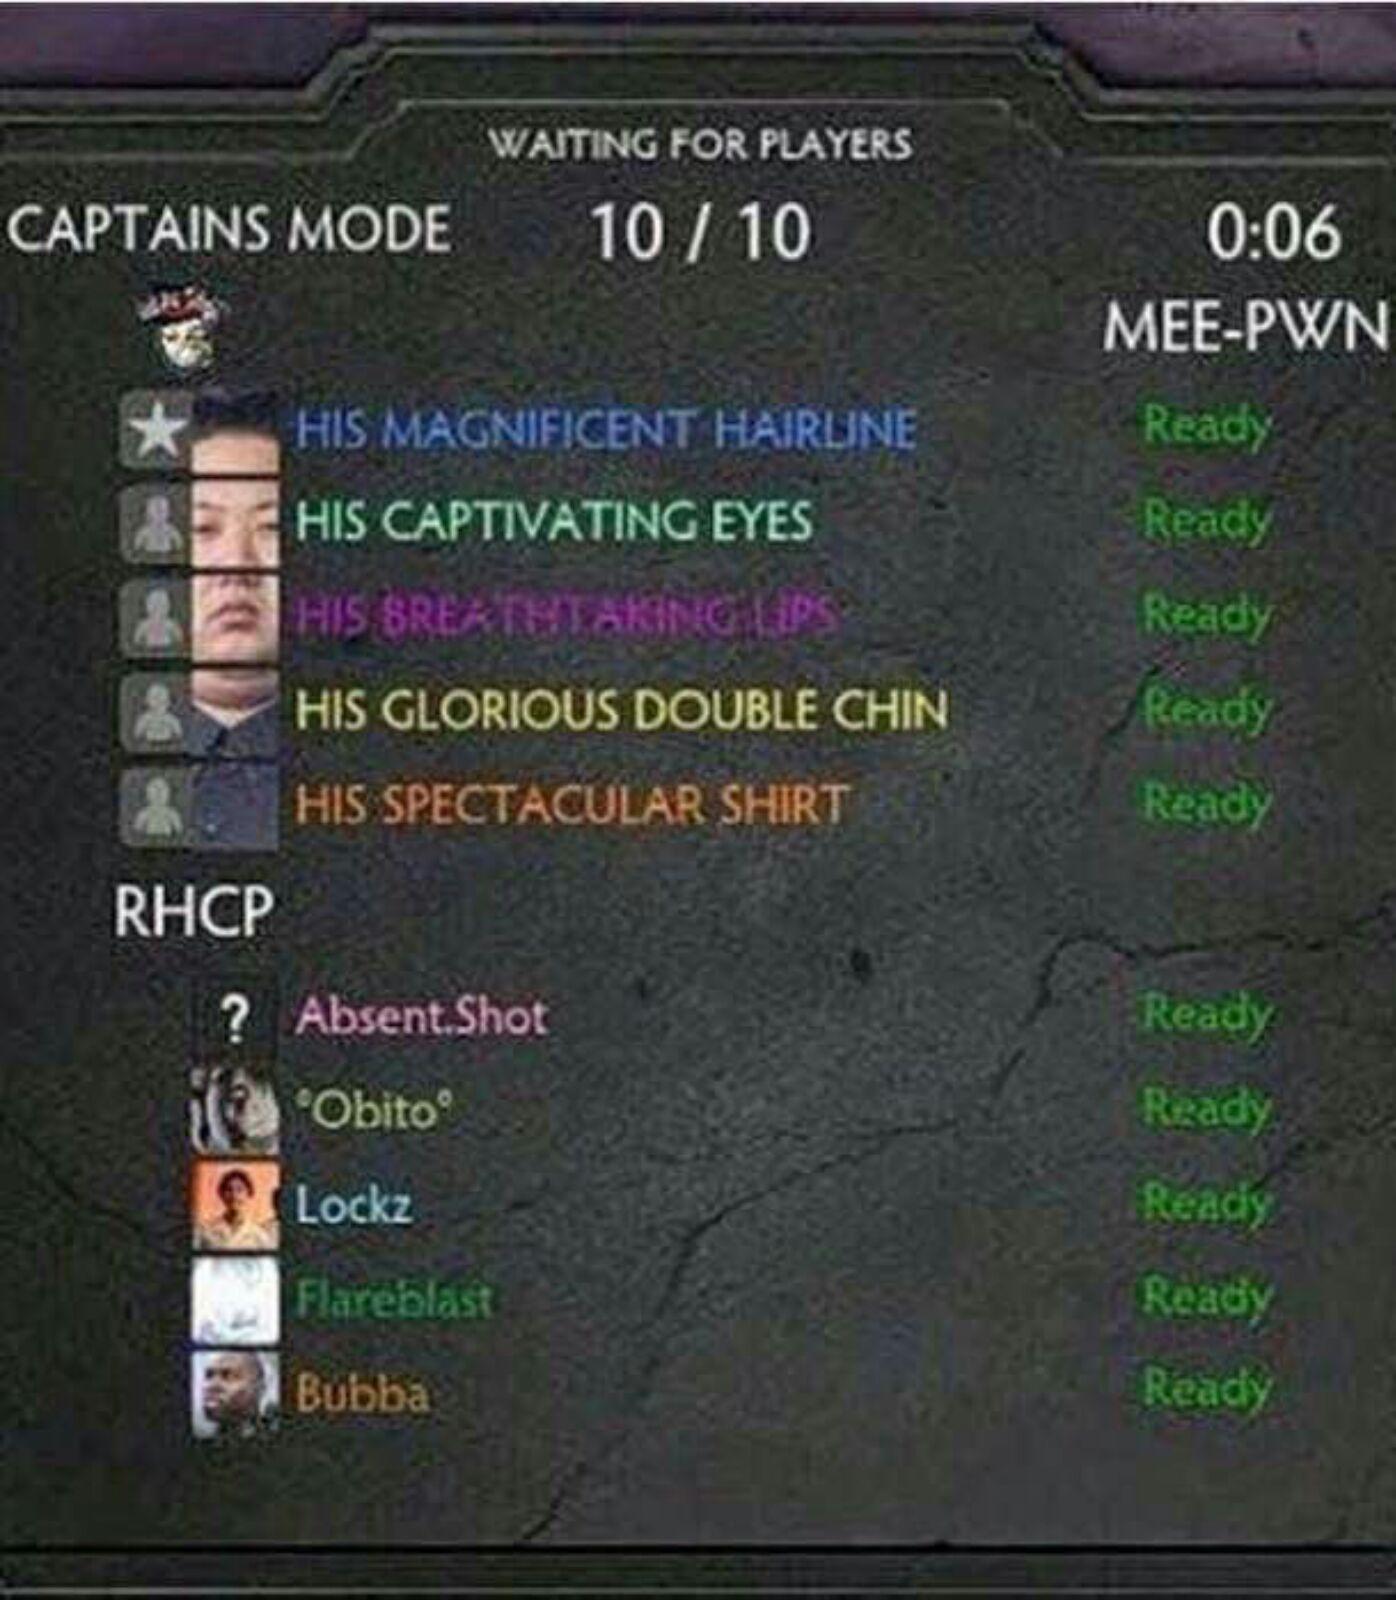 WAITING FOR PLAYERS
CAPTAINS MODE 10 / 10 0:06
MEE-PWN
HIS MAGNIFICENT HAIRLINE Ready
HIS CAPTIVATING EYES Ready
HIS BREATHTAKING LIPS Ready
HIS GLORIOUS DOUBLE CHIN Ready
HIS SPECTACULAR SHIRT Ready
RHCP
? Absent.Shot Ready
°Obito° Ready
Lockz Ready
Flareblast Ready
Bubba Ready